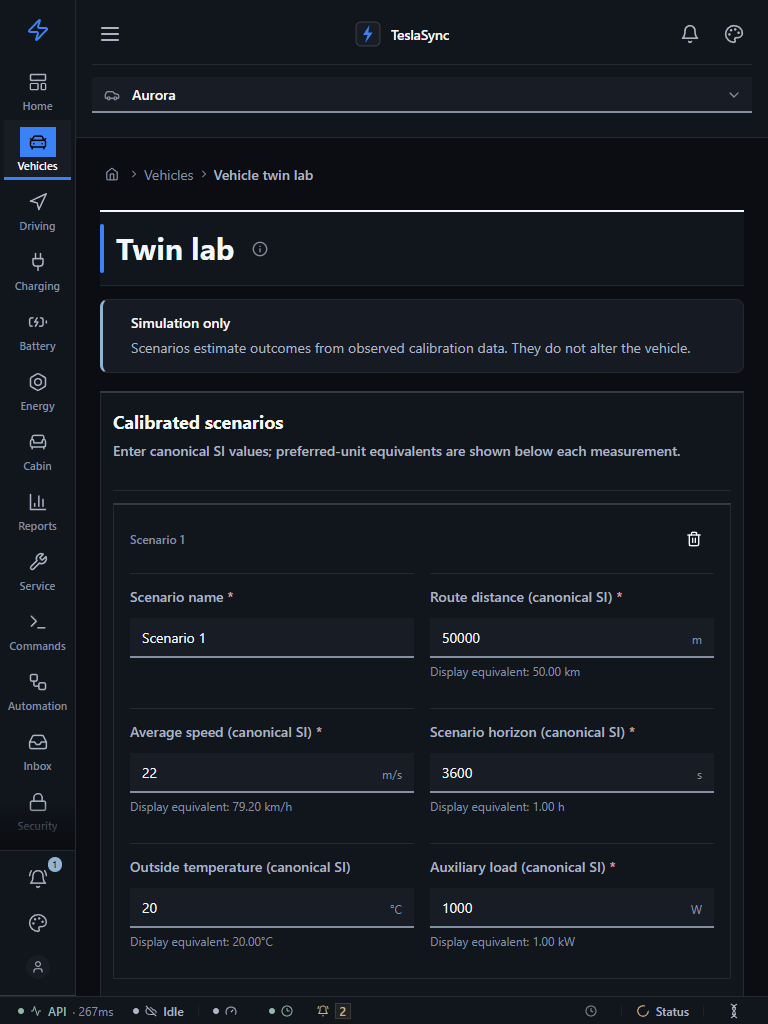 TeslaSync
Aurora
Home
Vehicles
Driving
Charging
Battery
Energy
Cabin
Reports
Service
Commands
Automation
Inbox
Security
1
Vehicles
Vehicle twin lab
Twin lab
Simulation only
Scenarios estimate outcomes from observed calibration data. They do not alter the vehicle.
Calibrated scenarios
Enter canonical SI values; preferred-unit equivalents are shown below each measurement.
Scenario 1
Scenario name *
Scenario 1
Route distance (canonical SI) *
50000 m
Display equivalent: 50.00 km
Average speed (canonical SI) *
22 m/s
Display equivalent: 79.20 km/h
Scenario horizon (canonical SI) *
3600 s
Display equivalent: 1.00 h
Outside temperature (canonical SI)
20 °C
Display equivalent: 20.00°C
Auxiliary load (canonical SI) *
1000 W
Display equivalent: 1.00 kW
API · 267ms
Idle
2
Status